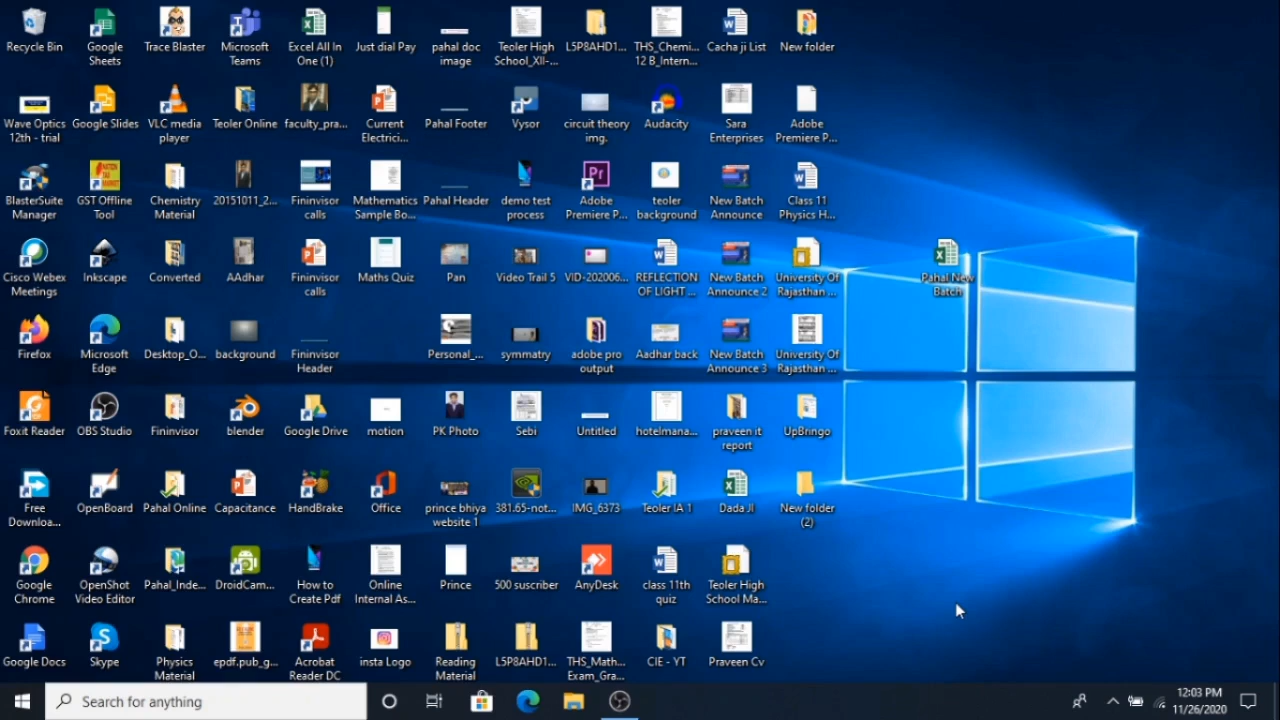 Recycle Bin
Google
Sheets
Trace Blaster
Microsoft
Teams
Excel All In
One (1)
Just dial Pay
pahal doc
image
Teoler High
School_XII-...
L5P8AHD1...
THS_Chemi...
12 B_Intern...
Cacha ji List
New folder
Wave Optics
12th - trial
Google Slides
VLC media
player
Teoler Online
faculty_pra...
Current
Electrici...
Pahal Footer
Vysor
circuit theory
img.
Audacity
Sara
Enterprises
Adobe
Premiere P...
BlasterSuite
Manager
GST Offline
Tool
Chemistry
Material
20151011_2...
Fininvisor
calls
Mathematics
Sample Bo...
Pahal Header
demo test
process
Adobe
Premiere P...
teoler
background
New Batch
Announce
Class 11
Physics H...
Cisco Webex
Meetings
Inkscape
Converted
AAdhar
Fininvisor
calls
Maths Quiz
Pan
Video Trail 5
VID-202006...
REFLECTION
OF LIGHT ...
New Batch
Announce 2
University Of
Rajasthan ...
Pahal New
Batch
Firefox
Microsoft
Edge
Desktop_O...
background
Fininvisor
Header
Personal_...
symmatry
adobe pro
output
Aadhar back
New Batch
Announce 3
University Of
Rajasthan ...
Foxit Reader
OBS Studio
Fininvisor
blender
Google Drive
motion
PK Photo
Sebi
Untitled
hotelmana...
praveen it
report
UpBringo
Free
Downloa...
OpenBoard
Pahal Online
Capacitance
HandBrake
Office
prince bhiya
website 1
381.65-not...
IMG_6373
Teoler IA 1
Dada JI
New folder
(2)
Google
Chrome
OpenShot
Video Editor
Pahal_Inde...
DroidCam...
How to
Create Pdf
Online
Internal As...
Prince
500 suscriber
AnyDesk
class 11th
quiz
Teoler High
School Ma...
Google Docs
Skype
Physics
Material
epdf.pub_g...
Acrobat
Reader DC
insta Logo
Reading
Material
L5P8AHD1...
THS_Math...
Exam_Gra...
CIE - YT
Praveen Cv
Search for anything
12:03 PM
11/26/2020